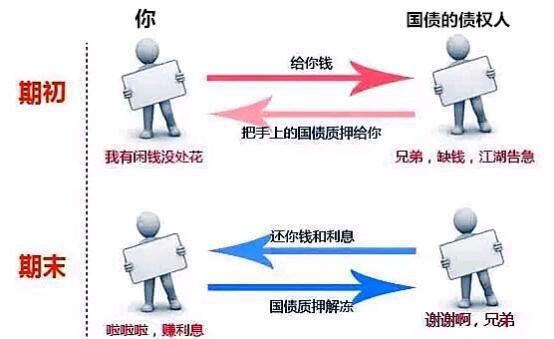 你
国债的债权人
期初
给你钱
把手上的国债质押给你
我有闲钱没处花
兄弟，缺钱，江湖告急
期末
还你钱和利息
国债质押解冻
啦啦啦，赚利息
谢谢啊，兄弟